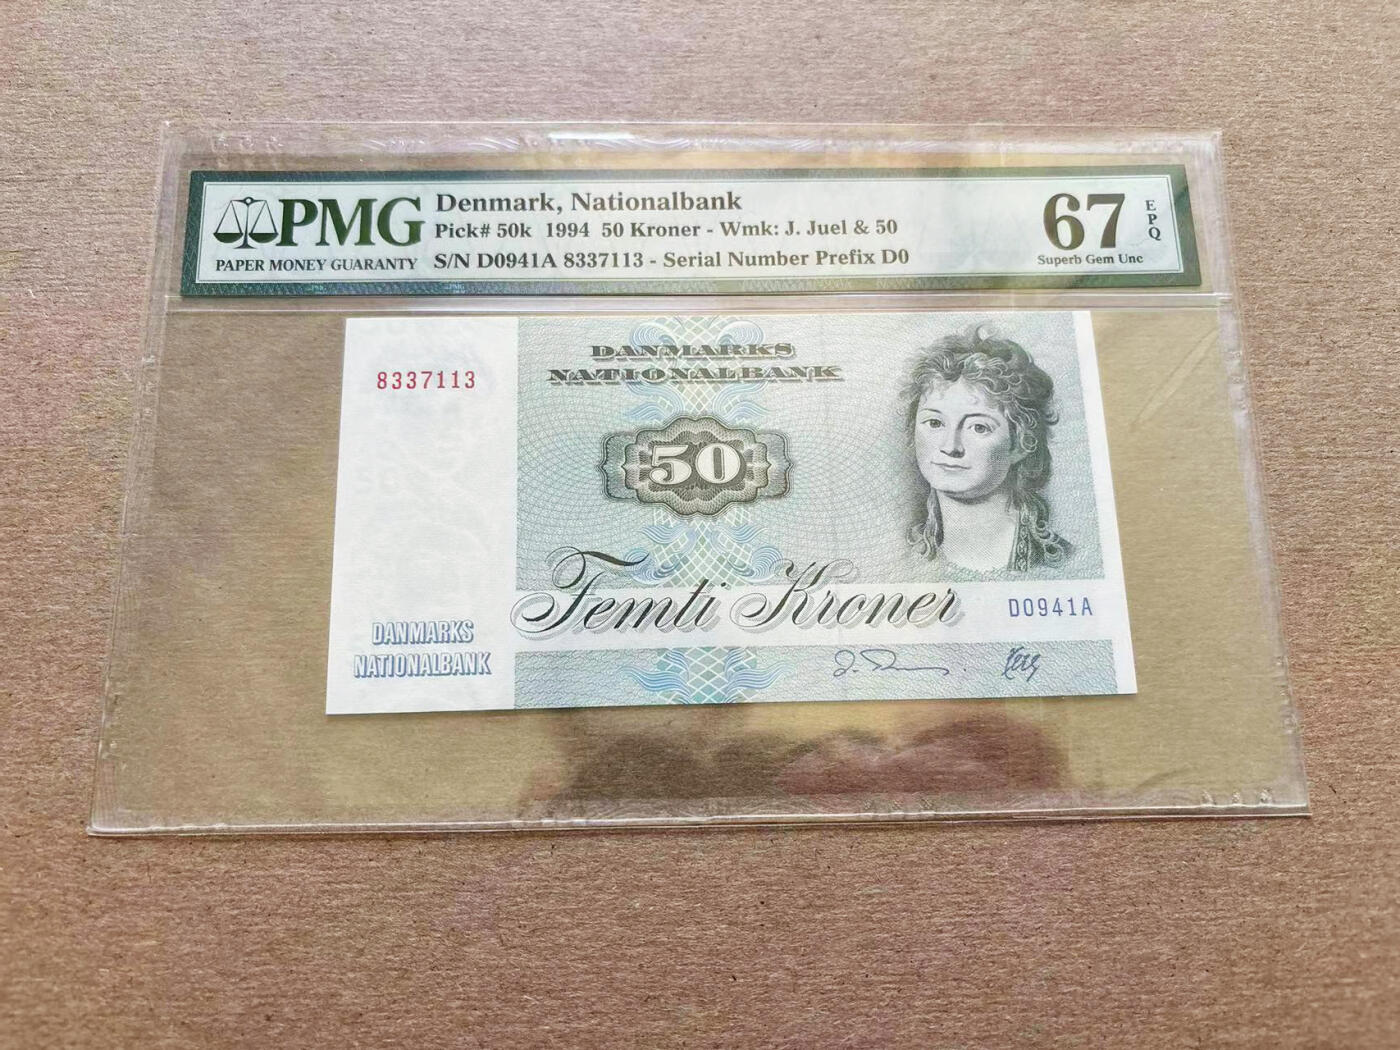 PMG
PAPER MONEY GUARANTY
Denmark, Nationalbank
Pick# 50k 1994 50 Kroner - Wmk: J. Juel & 50
S/N D0941A 8337113 - Serial Number Prefix D0
67
EPQ
Superb Gem Unc
8337113
DANMARKS
NATIONALBANK
50
Femti Kroner
D0941A
DANMARKS
NATIONALBANK